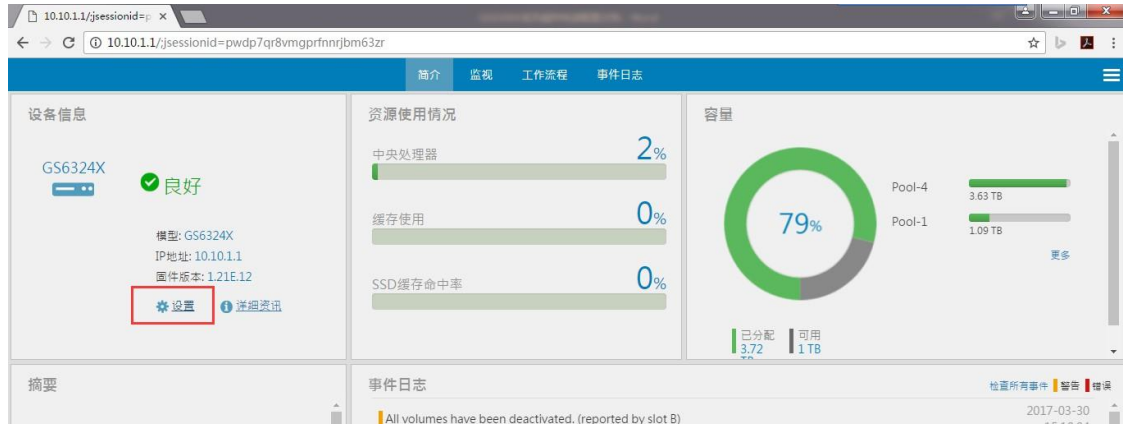 10.10.1.1/;jsessionid=p
10.10.1.1/;jsessionid=pwdp7qr8vmgprfnnrjbm63zr
简介 监视 工作流程 事件日志
设备信息
GS6324X
良好
模型: GS6324X
IP地址: 10.10.1.1
固件版本: 1.21E.12
设置 详细资讯
资源使用情况
中央处理器 2%
缓存使用 0%
SSD缓存命中率 0%
容量
79%
Pool-4
3.63 TB
Pool-1
1.09 TB
更多
已分配
3.72
TB
可用
1 TB
摘要
事件日志
检查所有事件 警告 错误
All volumes have been deactivated. (reported by slot B)
2017-03-30